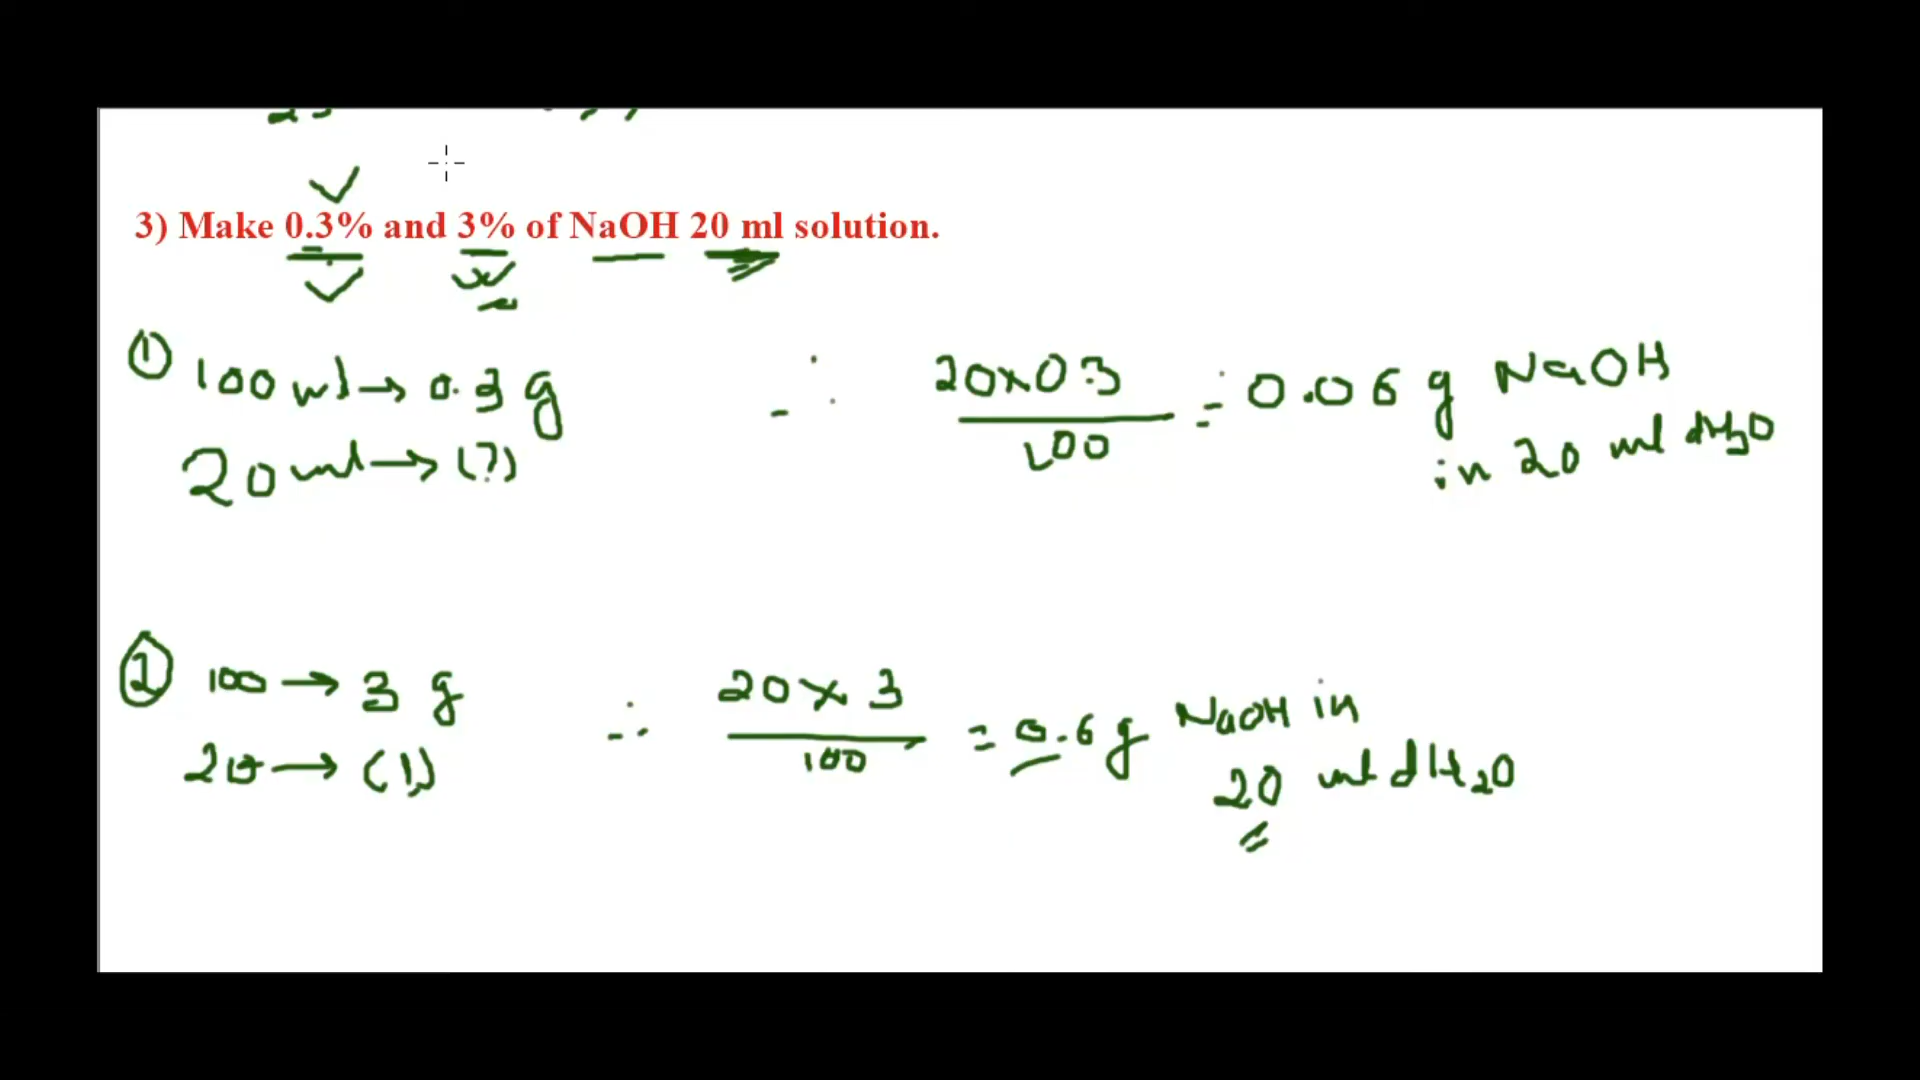 3) Make 0.3% and 3% of NaOH 20 ml solution.
① 100 ml → 0.3 g ∴ 20×0.3 / 100 = 0.06 g NaOH
20 ml → (?) in 20 ml dH2O
② 100 → 3 g ∴ 20 × 3 / 100 = 0.6 g NaOH in
20 → (?) 20 ml dH2O